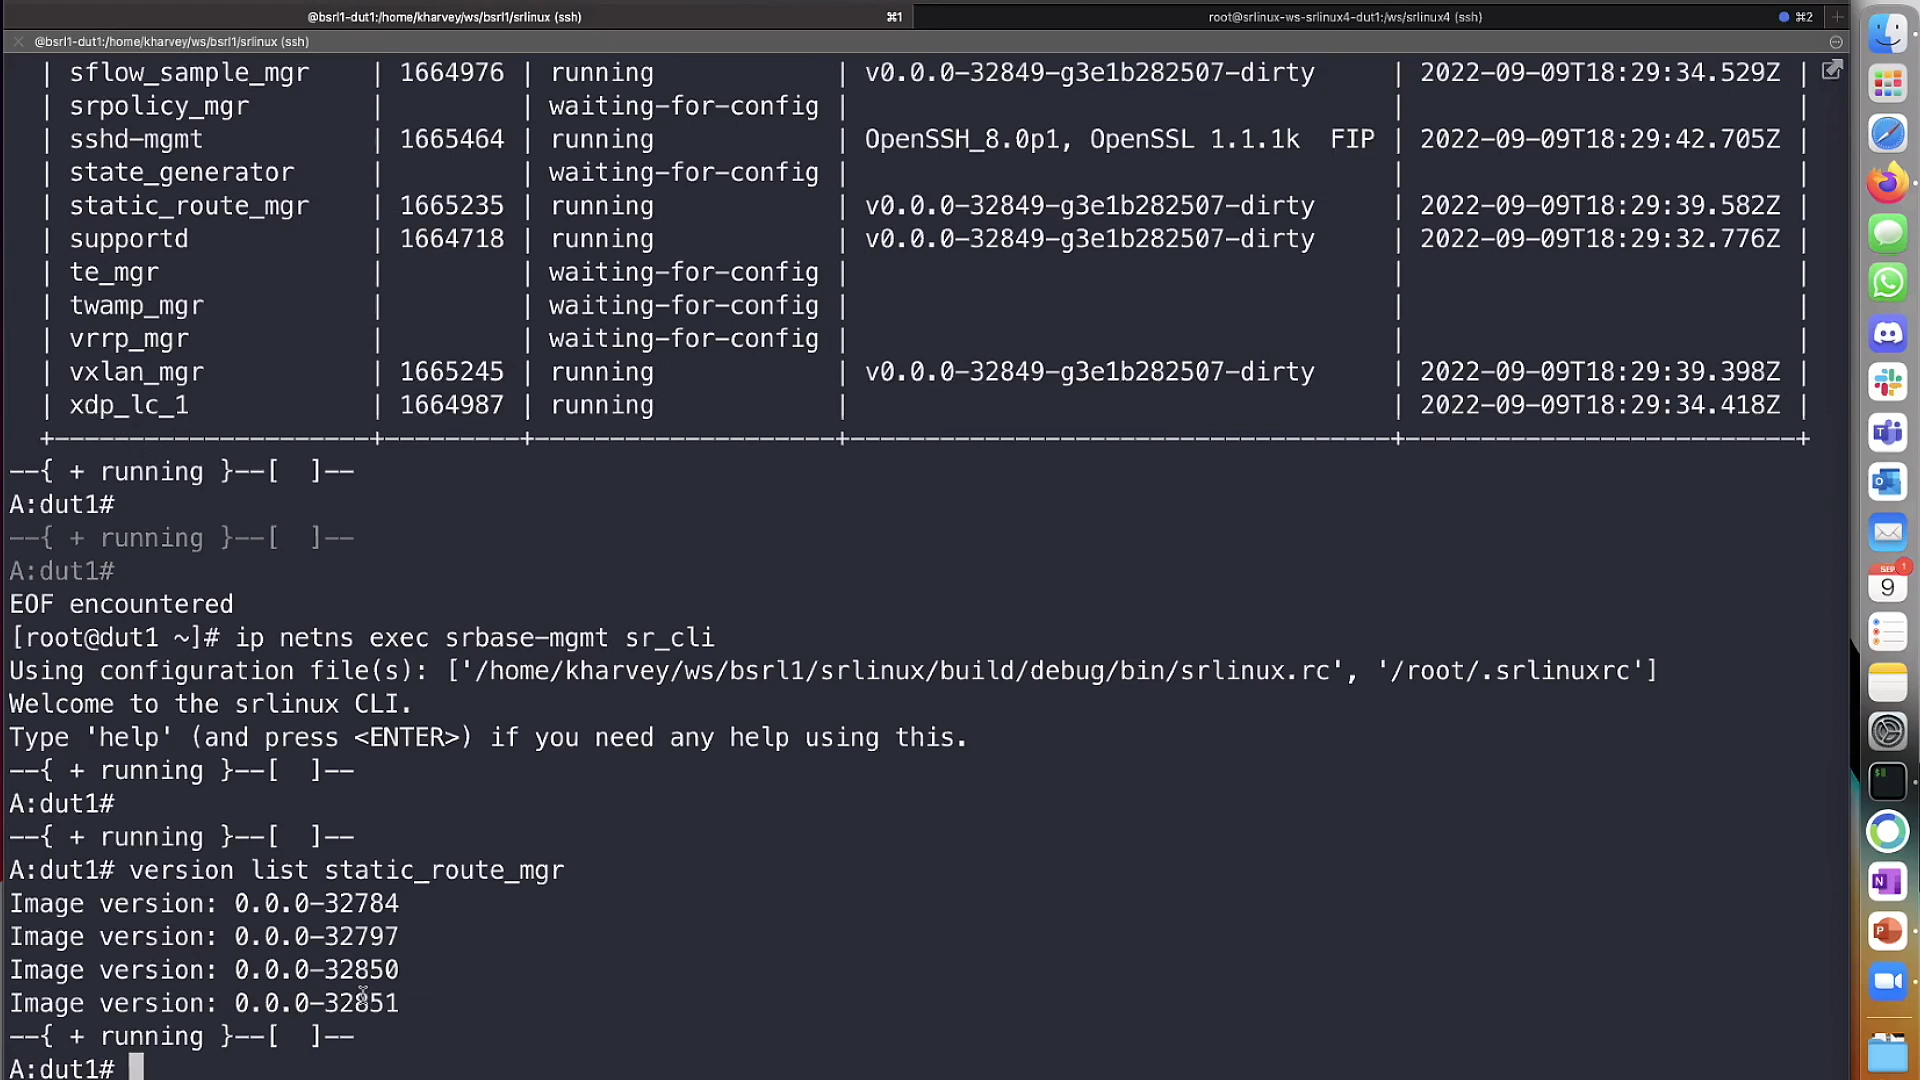 @bsrl1-dut1:/home/kharvey/ws/bsrl1/srlinux (ssh) ⌘1 root@srlinux-ws-srlinux4-dut1:/ws/srlinux4 (ssh) ⌘2 +
@bsrl1-dut1:/home/kharvey/ws/bsrl1/srlinux (ssh)
| sflow_sample_mgr | 1664976 | running | v0.0.0-32849-g3e1b282507-dirty | 2022-09-09T18:29:34.529Z |
| srpolicy_mgr | | waiting-for-config | | |
| sshd-mgmt | 1665464 | running | OpenSSH_8.0p1, OpenSSL 1.1.1k FIP | 2022-09-09T18:29:42.705Z |
| state_generator | | waiting-for-config | | |
| static_route_mgr | 1665235 | running | v0.0.0-32849-g3e1b282507-dirty | 2022-09-09T18:29:39.582Z |
| supportd | 1664718 | running | v0.0.0-32849-g3e1b282507-dirty | 2022-09-09T18:29:32.776Z |
| te_mgr | | waiting-for-config | | |
| twamp_mgr | | waiting-for-config | | |
| vrrp_mgr | | waiting-for-config | | |
| vxlan_mgr | 1665245 | running | v0.0.0-32849-g3e1b282507-dirty | 2022-09-09T18:29:39.398Z |
| xdp_lc_1 | 1664987 | running | | 2022-09-09T18:29:34.418Z |
+---------------------+---------+--------------------+------------------------------------+--------------------------+
--{ + running }--[ ]--
A:dut1#
--{ + running }--[ ]--
A:dut1#
EOF encountered
[root@dut1 ~]# ip netns exec srbase-mgmt sr_cli
Using configuration file(s): ['/home/kharvey/ws/bsrl1/srlinux/build/debug/bin/srlinux.rc', '/root/.srlinuxrc']
Welcome to the srlinux CLI.
Type 'help' (and press <ENTER>) if you need any help using this.
--{ + running }--[ ]--
A:dut1#
--{ + running }--[ ]--
A:dut1# version list static_route_mgr
Image version: 0.0.0-32784
Image version: 0.0.0-32797
Image version: 0.0.0-32850
Image version: 0.0.0-32851
--{ + running }--[ ]--
A:dut1#
SEP 1
9